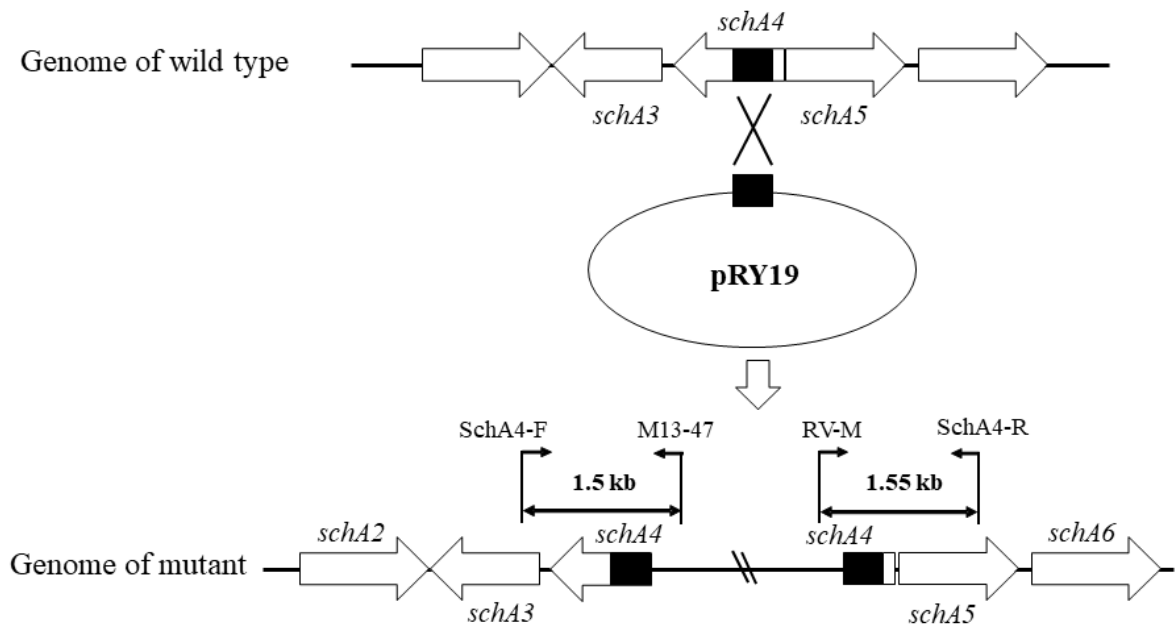 schA4
Genome of wild type
schA3
schA5
pRY19
SchA4-F
M13-47
RV-M
SchA4-R
1.5 kb
1.55 kb
schA2
schA4
schA4
schA6
Genome of mutant
schA3
schA5